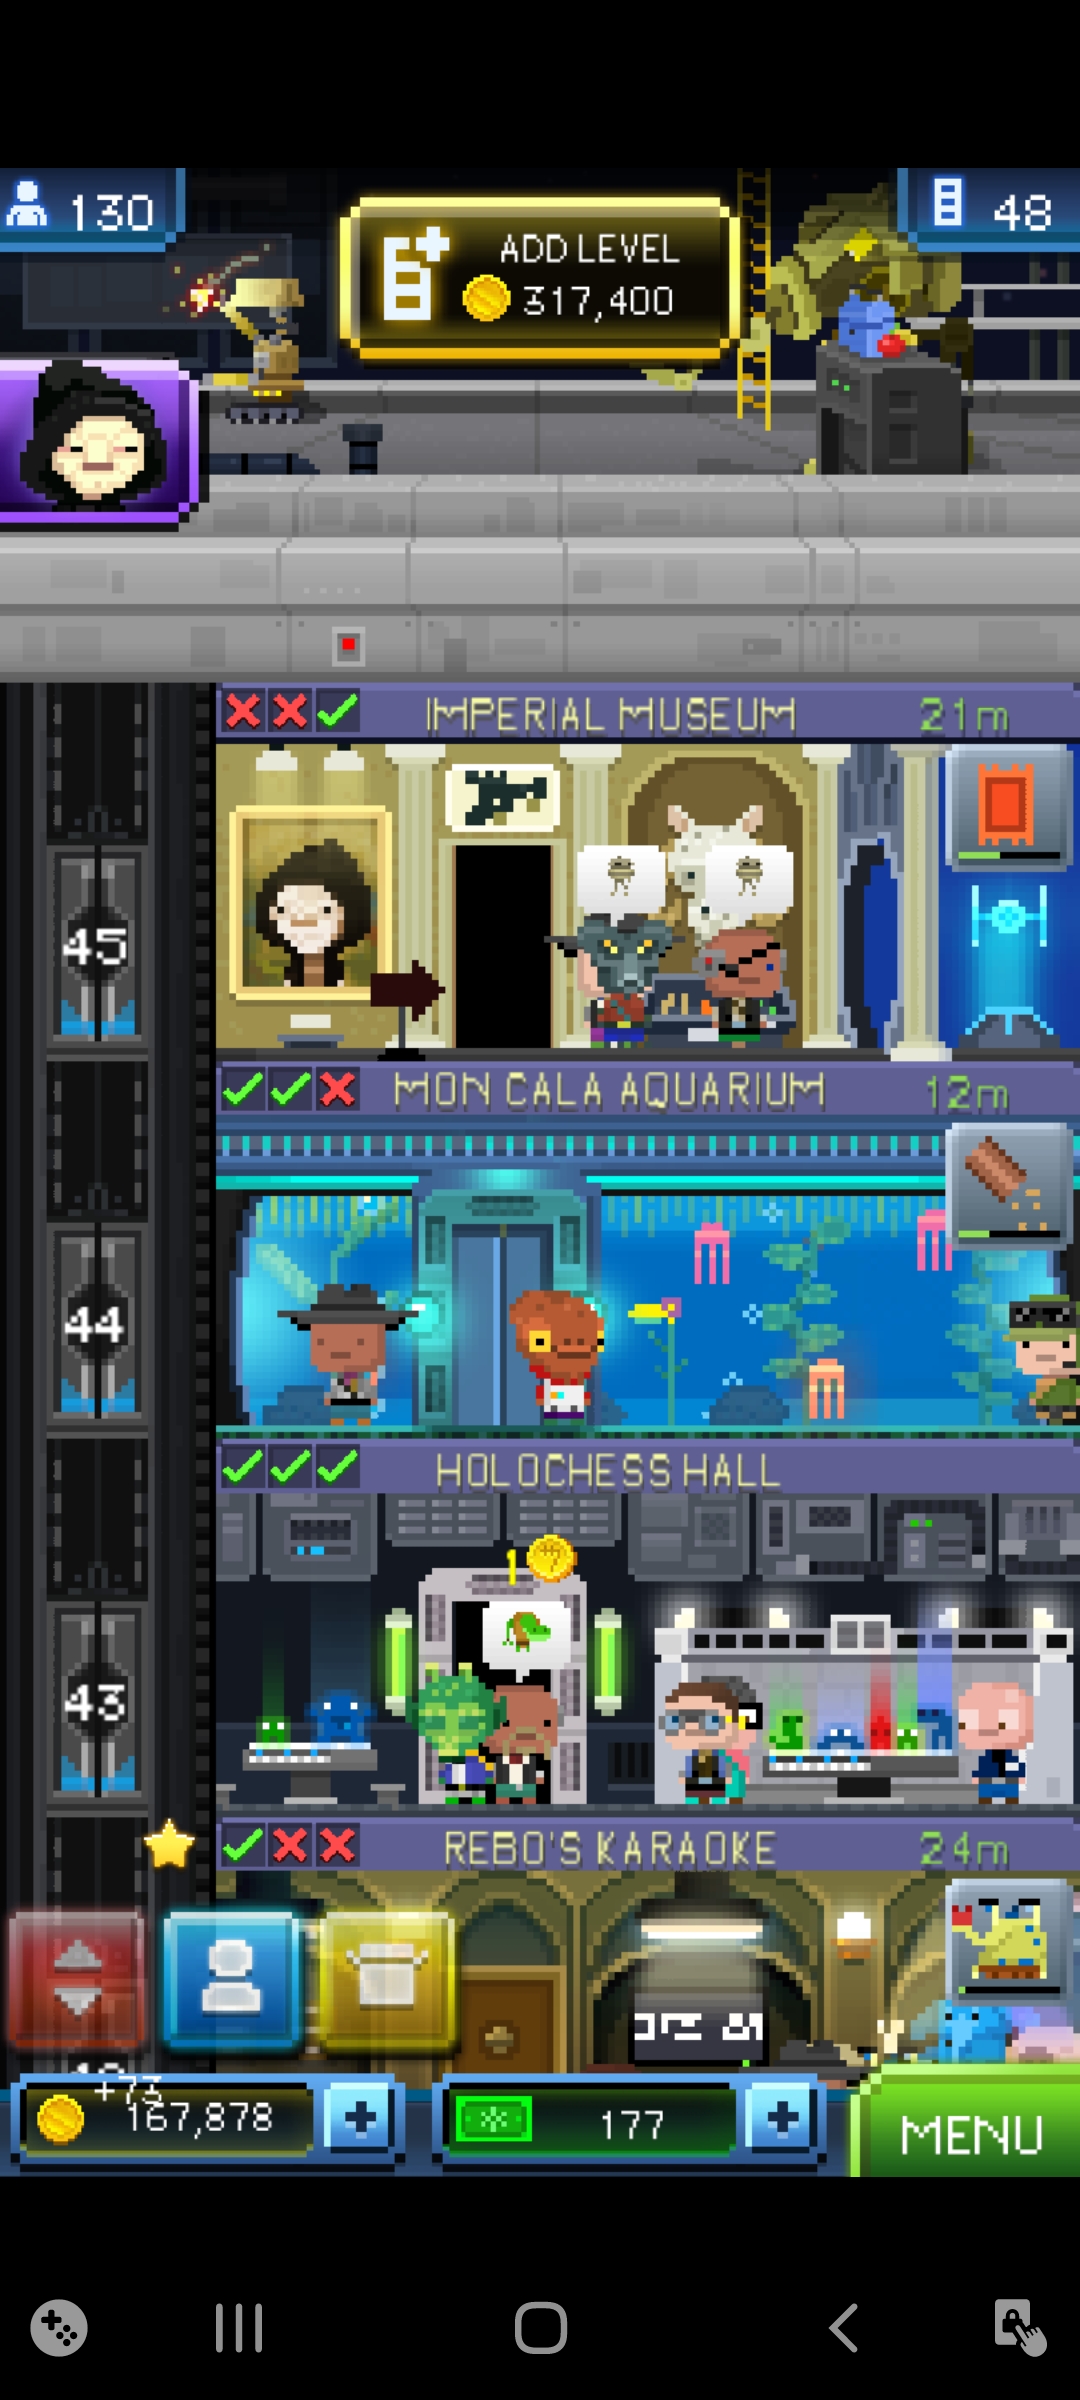 130
48
ADD LEVEL
317,400
IMPERIAL MUSEUM 21m
45
MON CALA AQUARIUM 12m
44
HOLOCHESS HALL
1
43
REBO'S KARAOKE 24m
+73
167,878
177
MENU